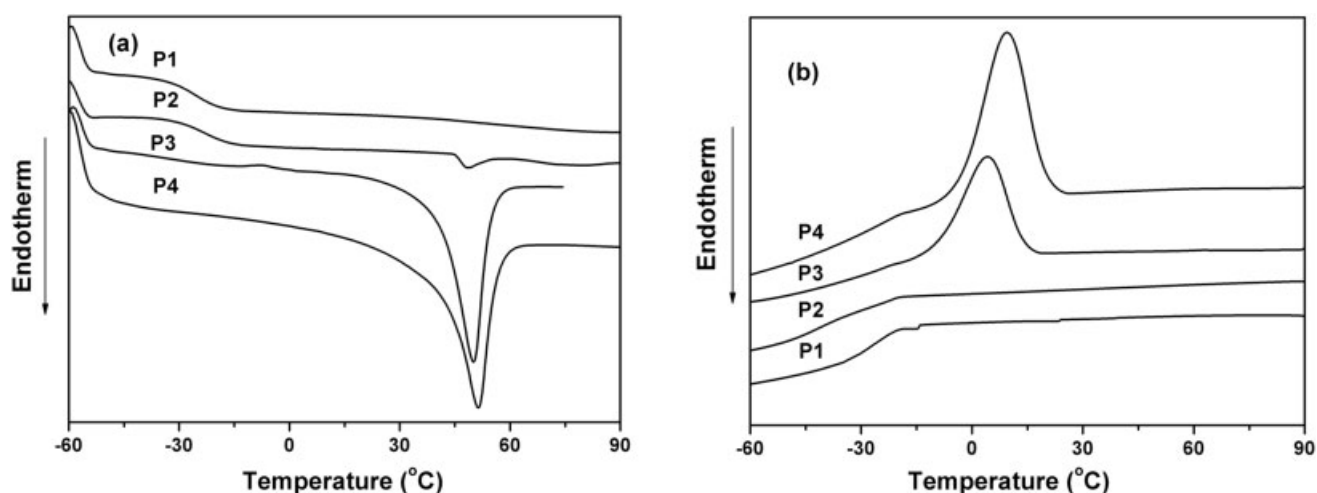 (a)
P1
P2
P3
P4
Endotherm
-60 -30 0 30 60 90
Temperature (°C)
(b)
P4
P3
P2
P1
Endotherm
-60 -30 0 30 60 90
Temperature (°C)